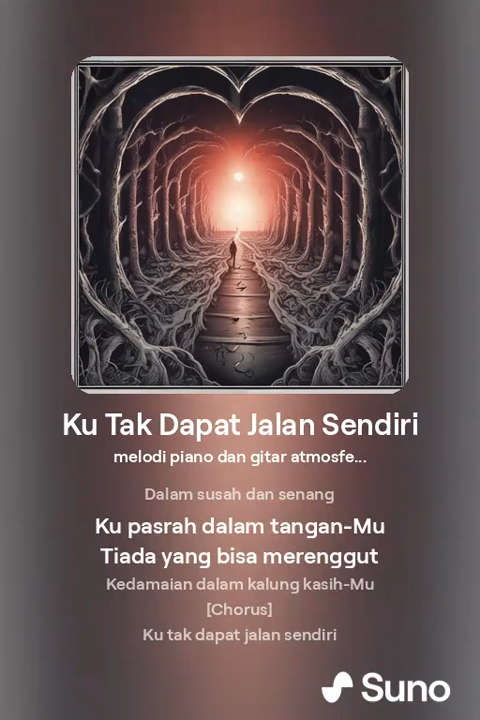 Ku Tak Dapat Jalan Sendiri
melodi piano dan gitar atmosfe...
Dalam susah dan senang
Ku pasrah dalam tangan-Mu
Tiada yang bisa merenggut
Kedamaian dalam kalung kasih-Mu
[Chorus]
Ku tak dapat jalan sendiri
Suno